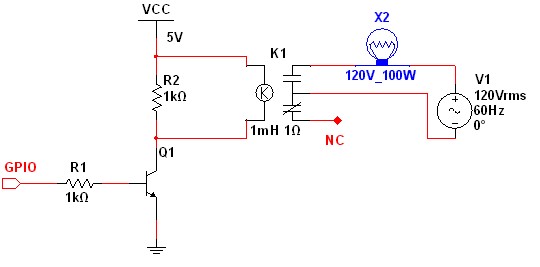 VCC
5V
X2
K1
R2
1kΩ
K
120V_100W
V1
120Vrms
60Hz
0°
1mH 1Ω
NC
Q1
GPIO
R1
1kΩ